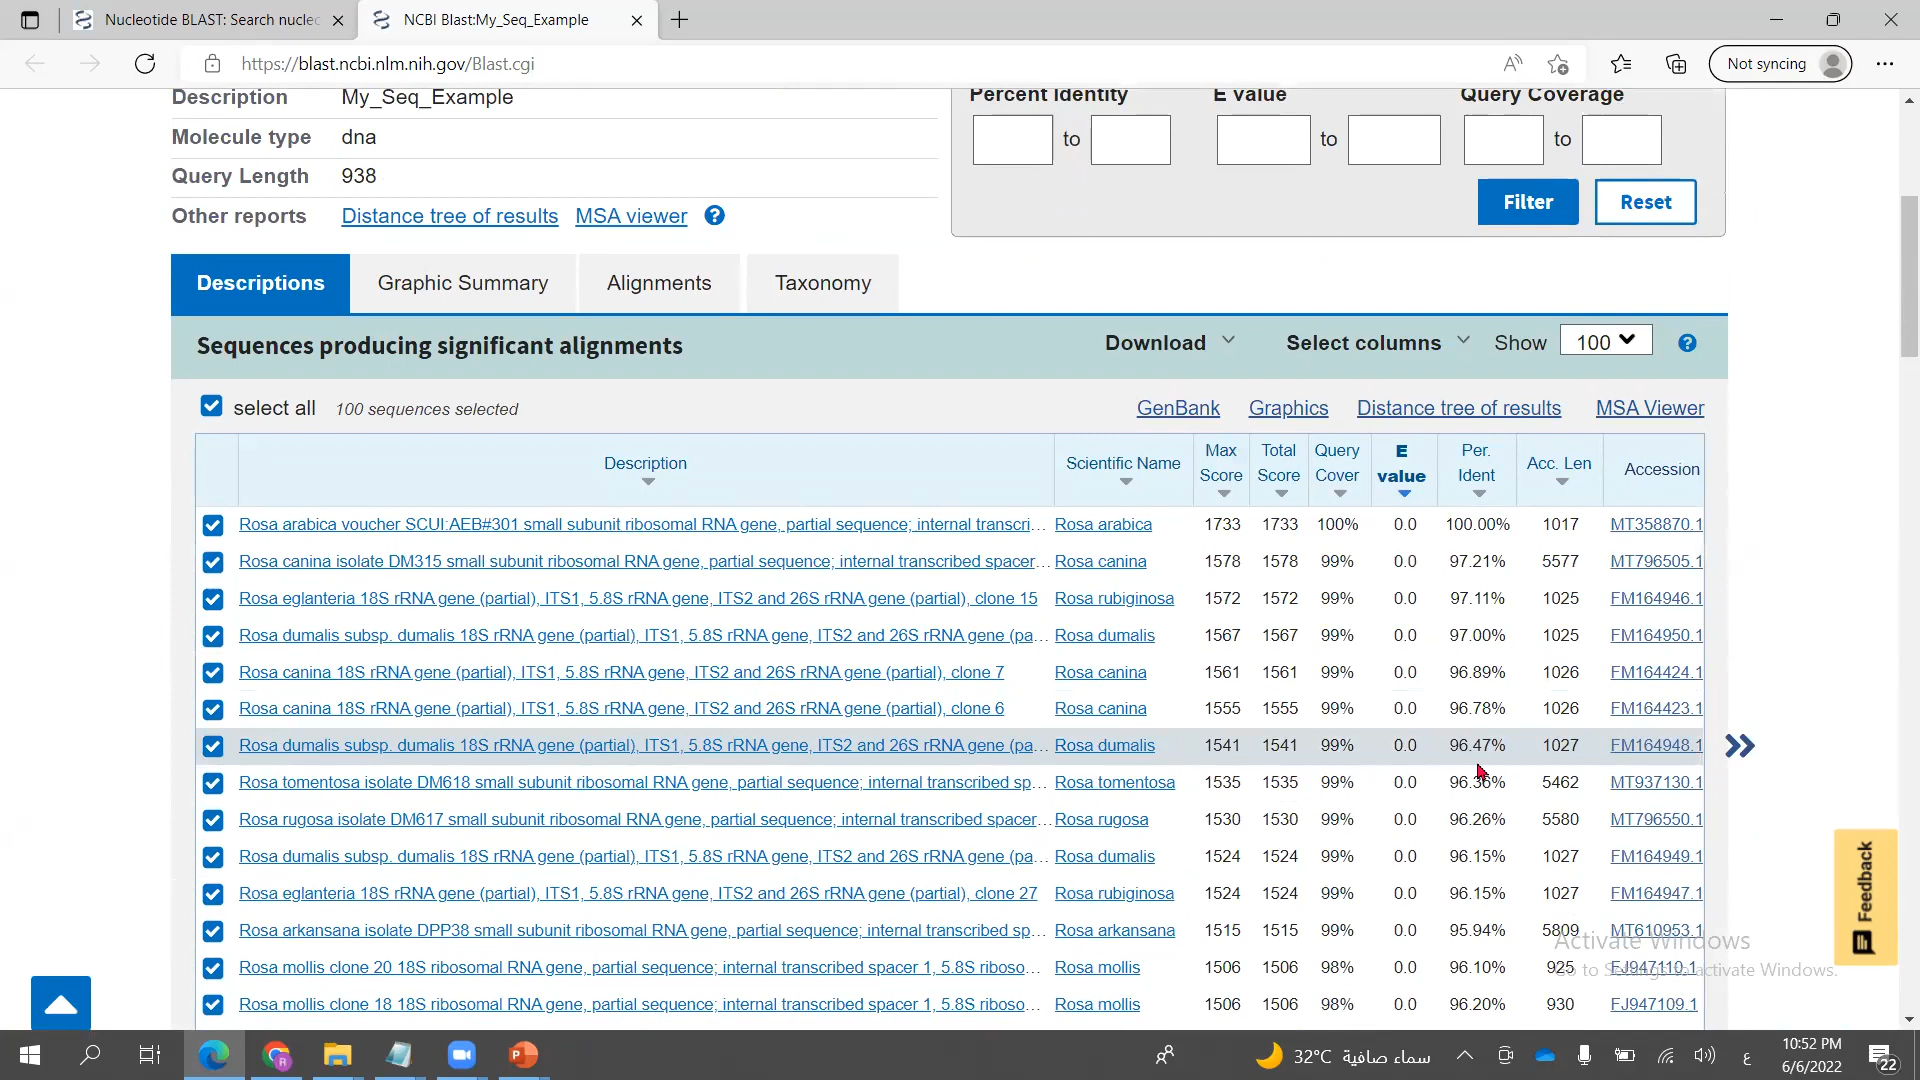 Nucleotide BLAST: Search nucle
NCBI Blast:My_Seq_Example
https://blast.ncbi.nlm.nih.gov/Blast.cgi
Not syncing
Description My_Seq_Example
Molecule type dna
Query Length 938
Other reports Distance tree of results MSA viewer ?
Percent Identity E value Query Coverage
to to to
Filter Reset
Descriptions Graphic Summary Alignments Taxonomy
Sequences producing significant alignments Download Select columns Show 100 ?
select all 100 sequences selected GenBank Graphics Distance tree of results MSA Viewer
Description Scientific Name Max Score Total Score Query Cover E value Per. Ident Acc. Len Accession
Rosa arabica voucher SCUI:AEB#301 small subunit ribosomal RNA gene, partial sequence; internal transcri... Rosa arabica 1733 1733 100% 0.0 100.00% 1017 MT358870.1
Rosa canina isolate DM315 small subunit ribosomal RNA gene, partial sequence; internal transcribed spacer... Rosa canina 1578 1578 99% 0.0 97.21% 5577 MT796505.1
Rosa eglanteria 18S rRNA gene (partial), ITS1, 5.8S rRNA gene, ITS2 and 26S rRNA gene (partial), clone 15 Rosa rubiginosa 1572 1572 99% 0.0 97.11% 1025 FM164946.1
Rosa dumalis subsp. dumalis 18S rRNA gene (partial), ITS1, 5.8S rRNA gene, ITS2 and 26S rRNA gene (pa... Rosa dumalis 1567 1567 99% 0.0 97.00% 1025 FM164950.1
Rosa canina 18S rRNA gene (partial), ITS1, 5.8S rRNA gene, ITS2 and 26S rRNA gene (partial), clone 7 Rosa canina 1561 1561 99% 0.0 96.89% 1026 FM164424.1
Rosa canina 18S rRNA gene (partial), ITS1, 5.8S rRNA gene, ITS2 and 26S rRNA gene (partial), clone 6 Rosa canina 1555 1555 99% 0.0 96.78% 1026 FM164423.1
Rosa dumalis subsp. dumalis 18S rRNA gene (partial), ITS1, 5.8S rRNA gene, ITS2 and 26S rRNA gene (pa... Rosa dumalis 1541 1541 99% 0.0 96.47% 1027 FM164948.1
Rosa tomentosa isolate DM618 small subunit ribosomal RNA gene, partial sequence; internal transcribed sp... Rosa tomentosa 1535 1535 99% 0.0 96.36% 5462 MT937130.1
Rosa rugosa isolate DM617 small subunit ribosomal RNA gene, partial sequence; internal transcribed spacer... Rosa rugosa 1530 1530 99% 0.0 96.26% 5580 MT796550.1
Rosa dumalis subsp. dumalis 18S rRNA gene (partial), ITS1, 5.8S rRNA gene, ITS2 and 26S rRNA gene (pa... Rosa dumalis 1524 1524 99% 0.0 96.15% 1027 FM164949.1
Rosa eglanteria 18S rRNA gene (partial), ITS1, 5.8S rRNA gene, ITS2 and 26S rRNA gene (partial), clone 27 Rosa rubiginosa 1524 1524 99% 0.0 96.15% 1027 FM164947.1
Rosa arkansana isolate DPP38 small subunit ribosomal RNA gene, partial sequence; internal transcribed sp... Rosa arkansana 1515 1515 99% 0.0 95.94% 5809 MT610953.1
Rosa mollis clone 20 18S ribosomal RNA gene, partial sequence; internal transcribed spacer 1, 5.8S riboso... Rosa mollis 1506 1506 98% 0.0 96.10% 925 FJ947110.1
Rosa mollis clone 18 18S ribosomal RNA gene, partial sequence; internal transcribed spacer 1, 5.8S riboso... Rosa mollis 1506 1506 98% 0.0 96.20% 930 FJ947109.1
Feedback
Activate Windows
Go to Settings to activate Windows.
32°C سماء صافية
ع
10:52 PM
6/6/2022
22